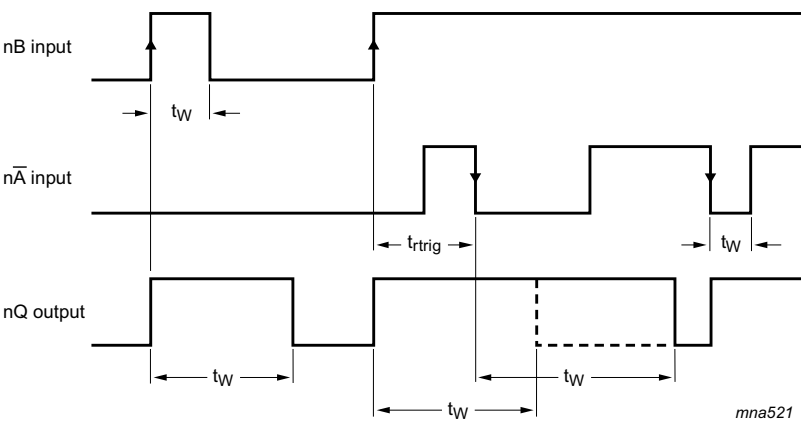 nB input
tW
nA̅ input
trtrig
tW
nQ output
tW
tW
tW
mna521